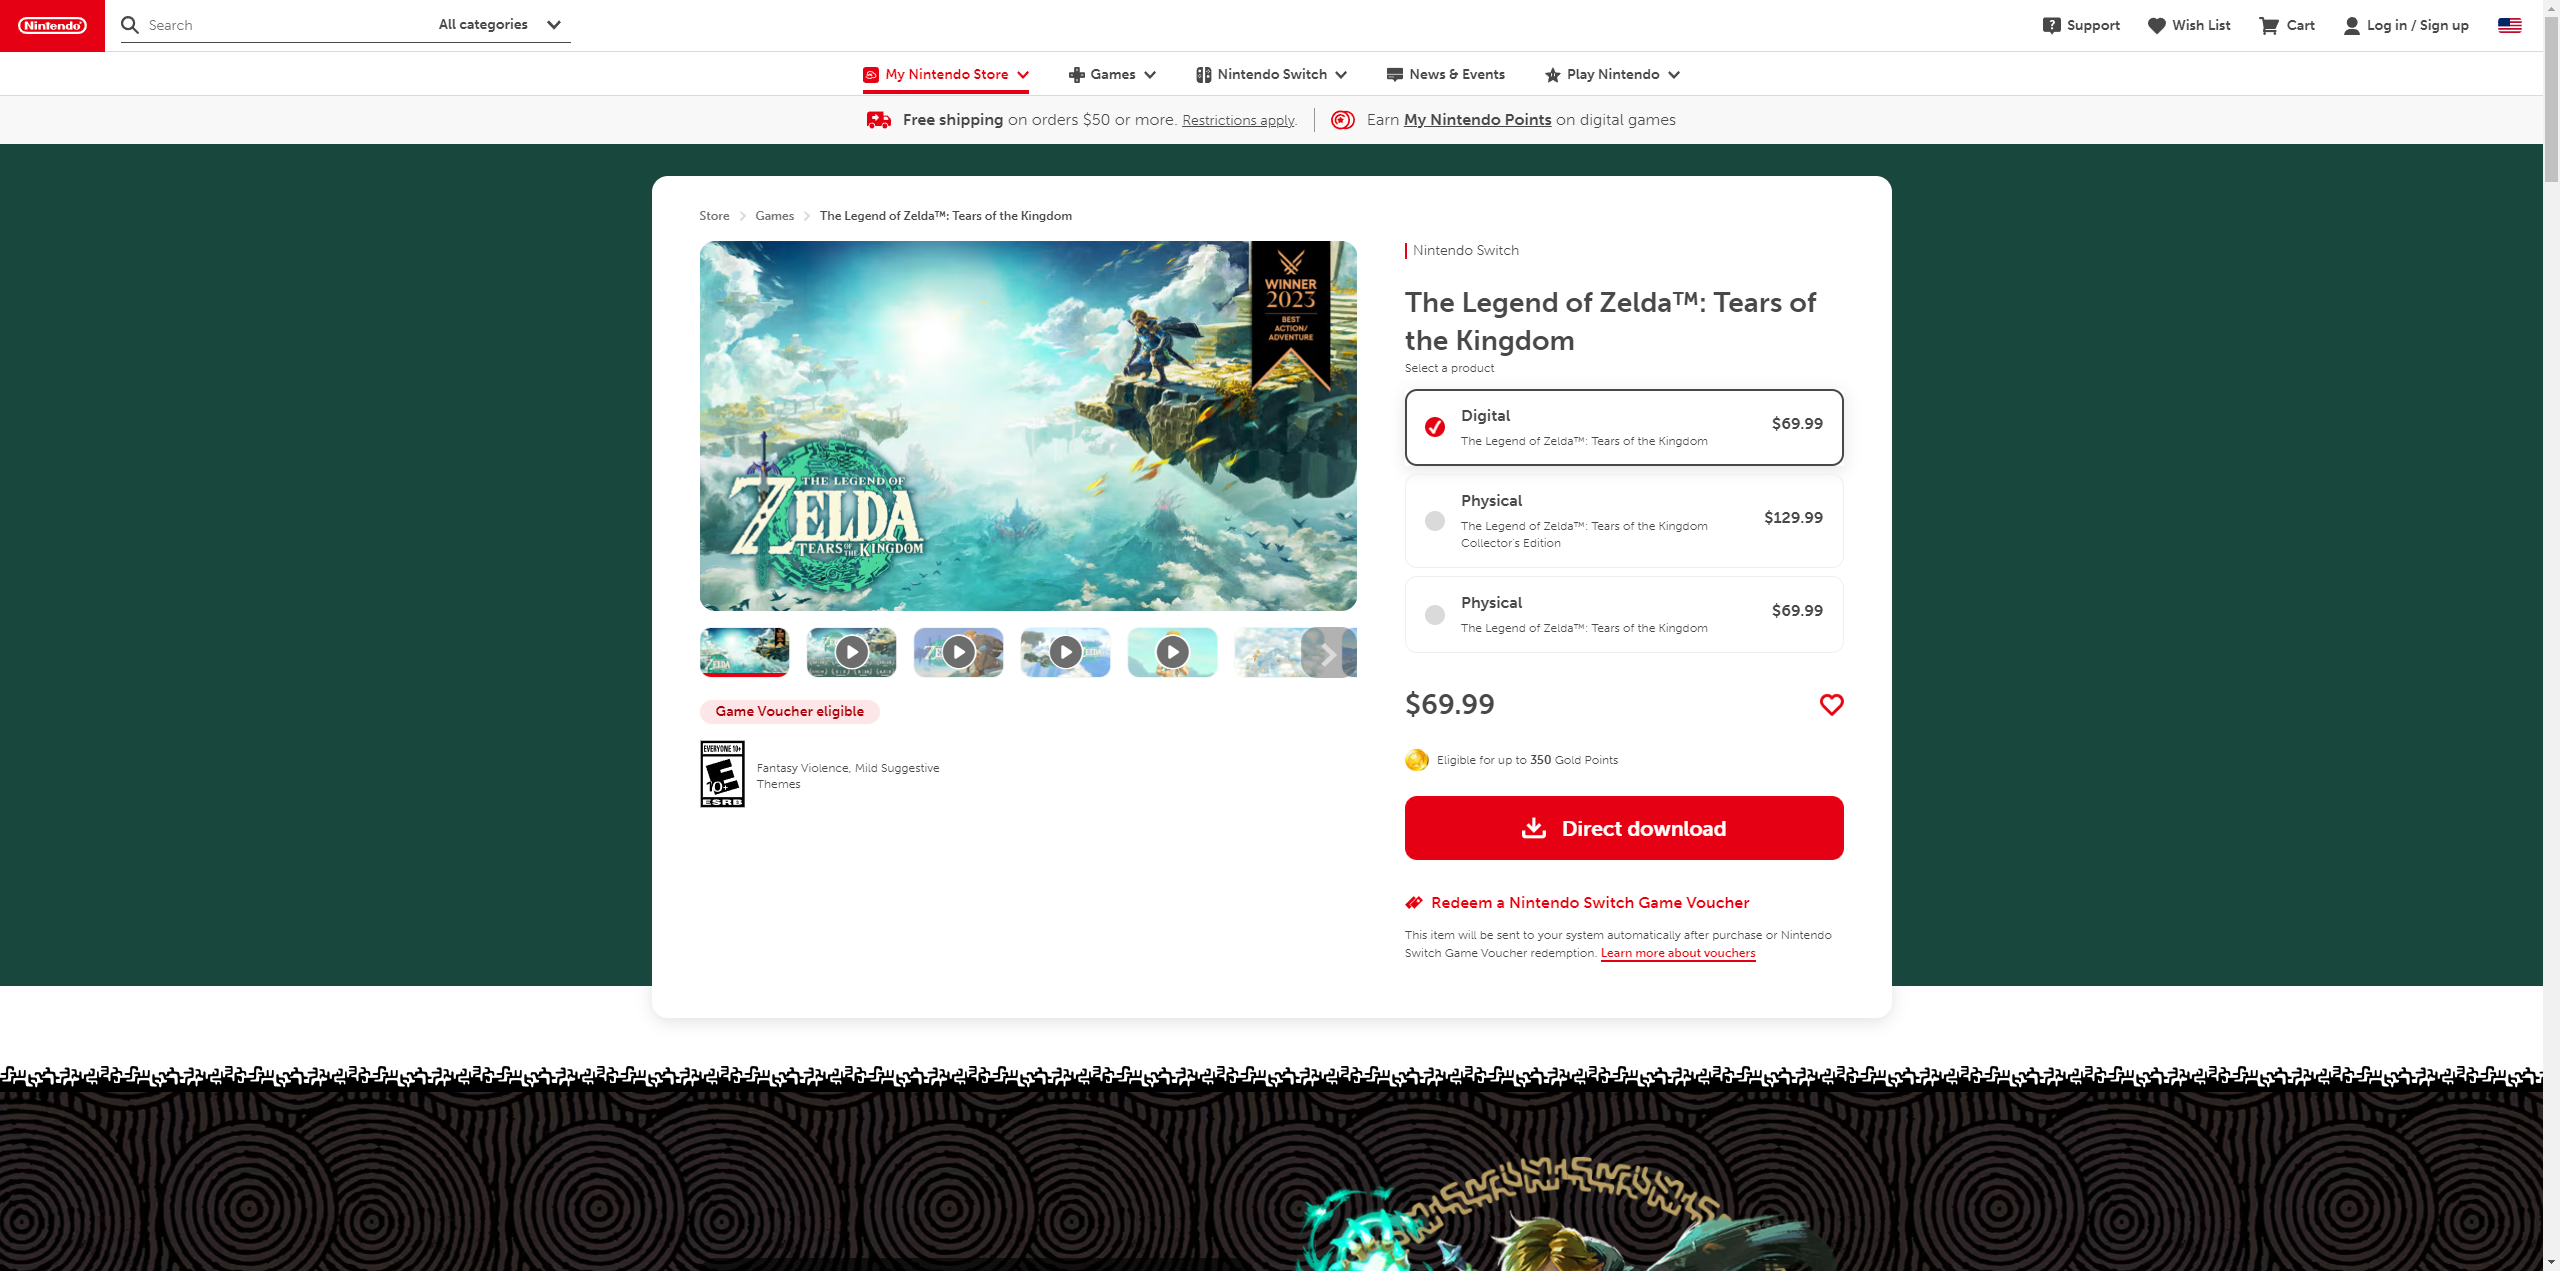 Nintendo
Search
All categories
Support
Wish List
Cart
Log in / Sign up
My Nintendo Store
Games
Nintendo Switch
News & Events
Play Nintendo
Free shipping on orders $50 or more. Restrictions apply.
Earn My Nintendo Points on digital games
Store
Games
The Legend of Zelda™: Tears of the Kingdom
WINNER
2023
BEST
ACTION/
ADVENTURE
THE LEGEND OF
ZELDA
TEARS OF THE KINGDOM
Game Voucher eligible
EVERYONE 10+
E
10+
ESRB
Fantasy Violence, Mild Suggestive
Themes
Nintendo Switch
The Legend of Zelda™: Tears of
the Kingdom
Select a product
Digital
The Legend of Zelda™: Tears of the Kingdom
$69.99
Physical
The Legend of Zelda™: Tears of the Kingdom
Collector's Edition
$129.99
Physical
The Legend of Zelda™: Tears of the Kingdom
$69.99
$69.99
Eligible for up to 350 Gold Points
Direct download
Redeem a Nintendo Switch Game Voucher
This item will be sent to your system automatically after purchase or Nintendo
Switch Game Voucher redemption. Learn more about vouchers